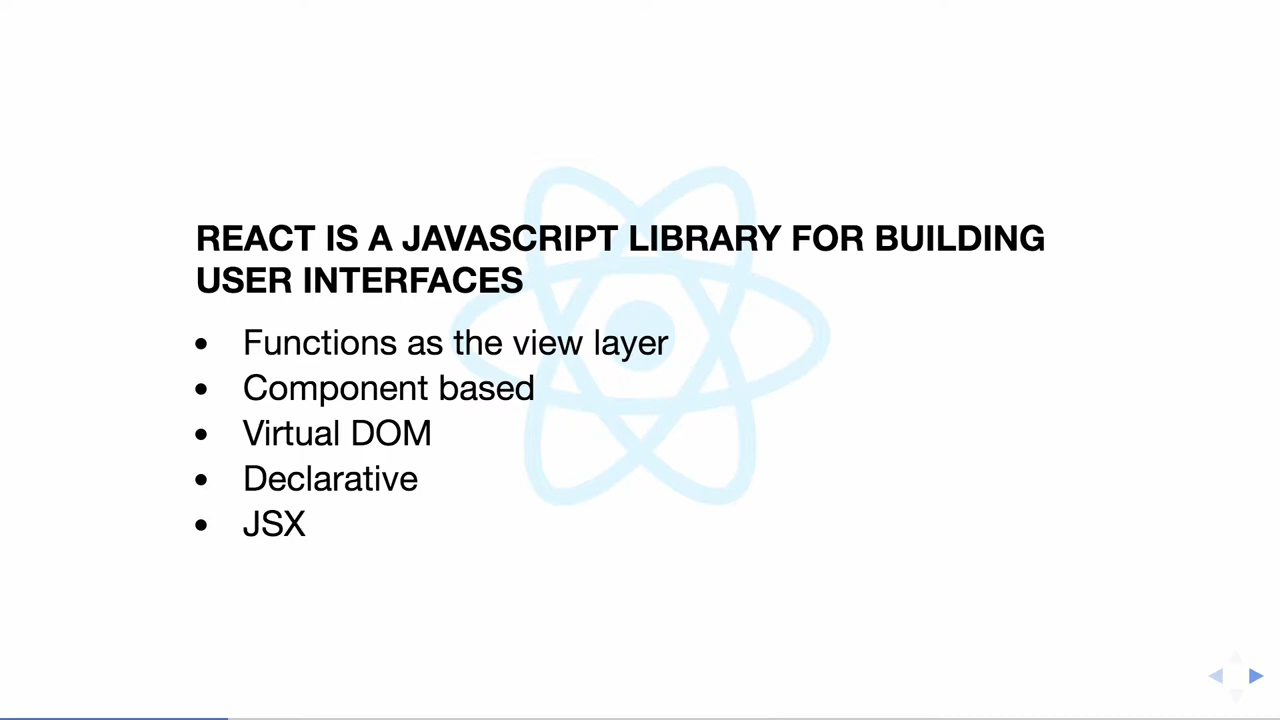 REACT IS A JAVASCRIPT LIBRARY FOR BUILDING
USER INTERFACES
• Functions as the view layer
• Component based
• Virtual DOM
• Declarative
• JSX